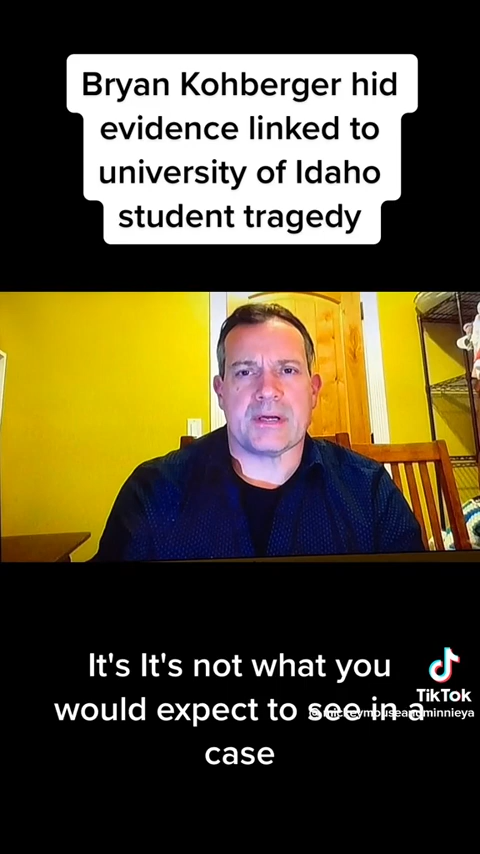 Bryan Kohberger hid
evidence linked to
university of Idaho
student tragedy
It's It's not what you
would expect to see in a
case
TikTok
@mickeymouseandminnieya